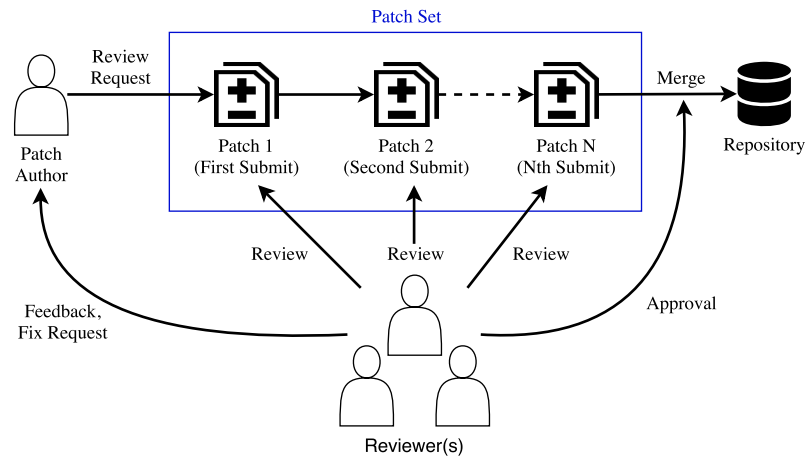 Patch Set
Review
Request
Merge
Patch
Author
Patch 1
(First Submit)
Patch 2
(Second Submit)
Patch N
(Nth Submit)
Repository
Review
Review
Review
Feedback,
Fix Request
Approval
Reviewer(s)